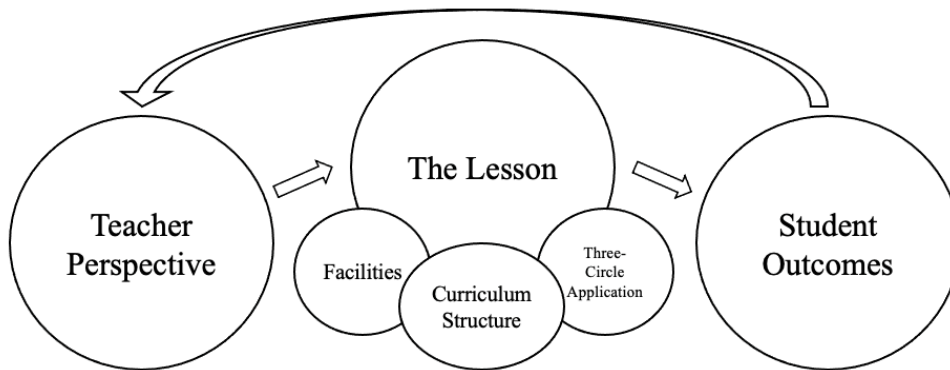 Teacher
Perspective
The Lesson
Facilities
Curriculum
Structure
Three-
Circle
Application
Student
Outcomes